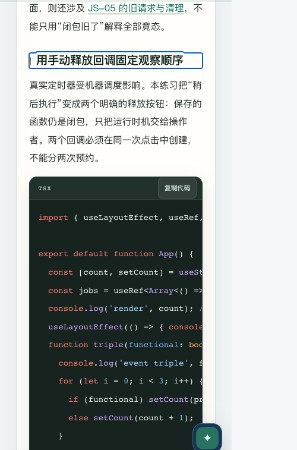 面，则还涉及 JS-05 的旧请求与清理，不
能只用“闭包旧了”解释全部竞态。
用手动释放回调固定观察顺序
真实定时器受机器调度影响。本练习把“稍
后执行”变成两个明确的释放按钮：保存的
函数仍是闭包，只把运行时机交给操作
者。两个回调必须在同一次点击中创建，
不能分两次预约。
TSX
复制代码
import { useLayoutEffect, useRef,
export default function App() {
const [count, setCount] = useSt
const jobs = useRef<Array<() =>
console.log('render', count); /
useLayoutEffect(() => { console
function triple(functional: boo
console.log('event triple', f
for (let i = 0; i < 3; i++) {
if (functional) setCount(pr
else setCount(count + 1);
}